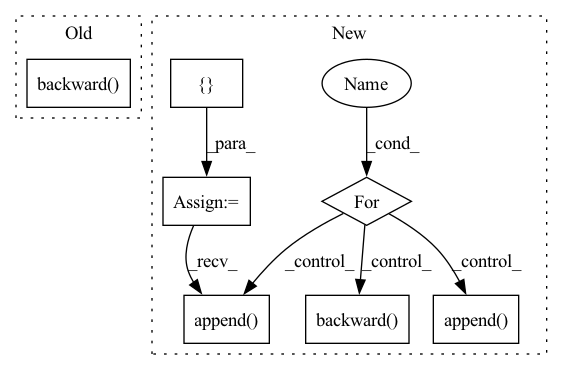 Old
New
backward()
{}
Name
_para_
_cond_
Assign:=
For
_recv_
_control_
_control_
_control_
append()
backward()
append()